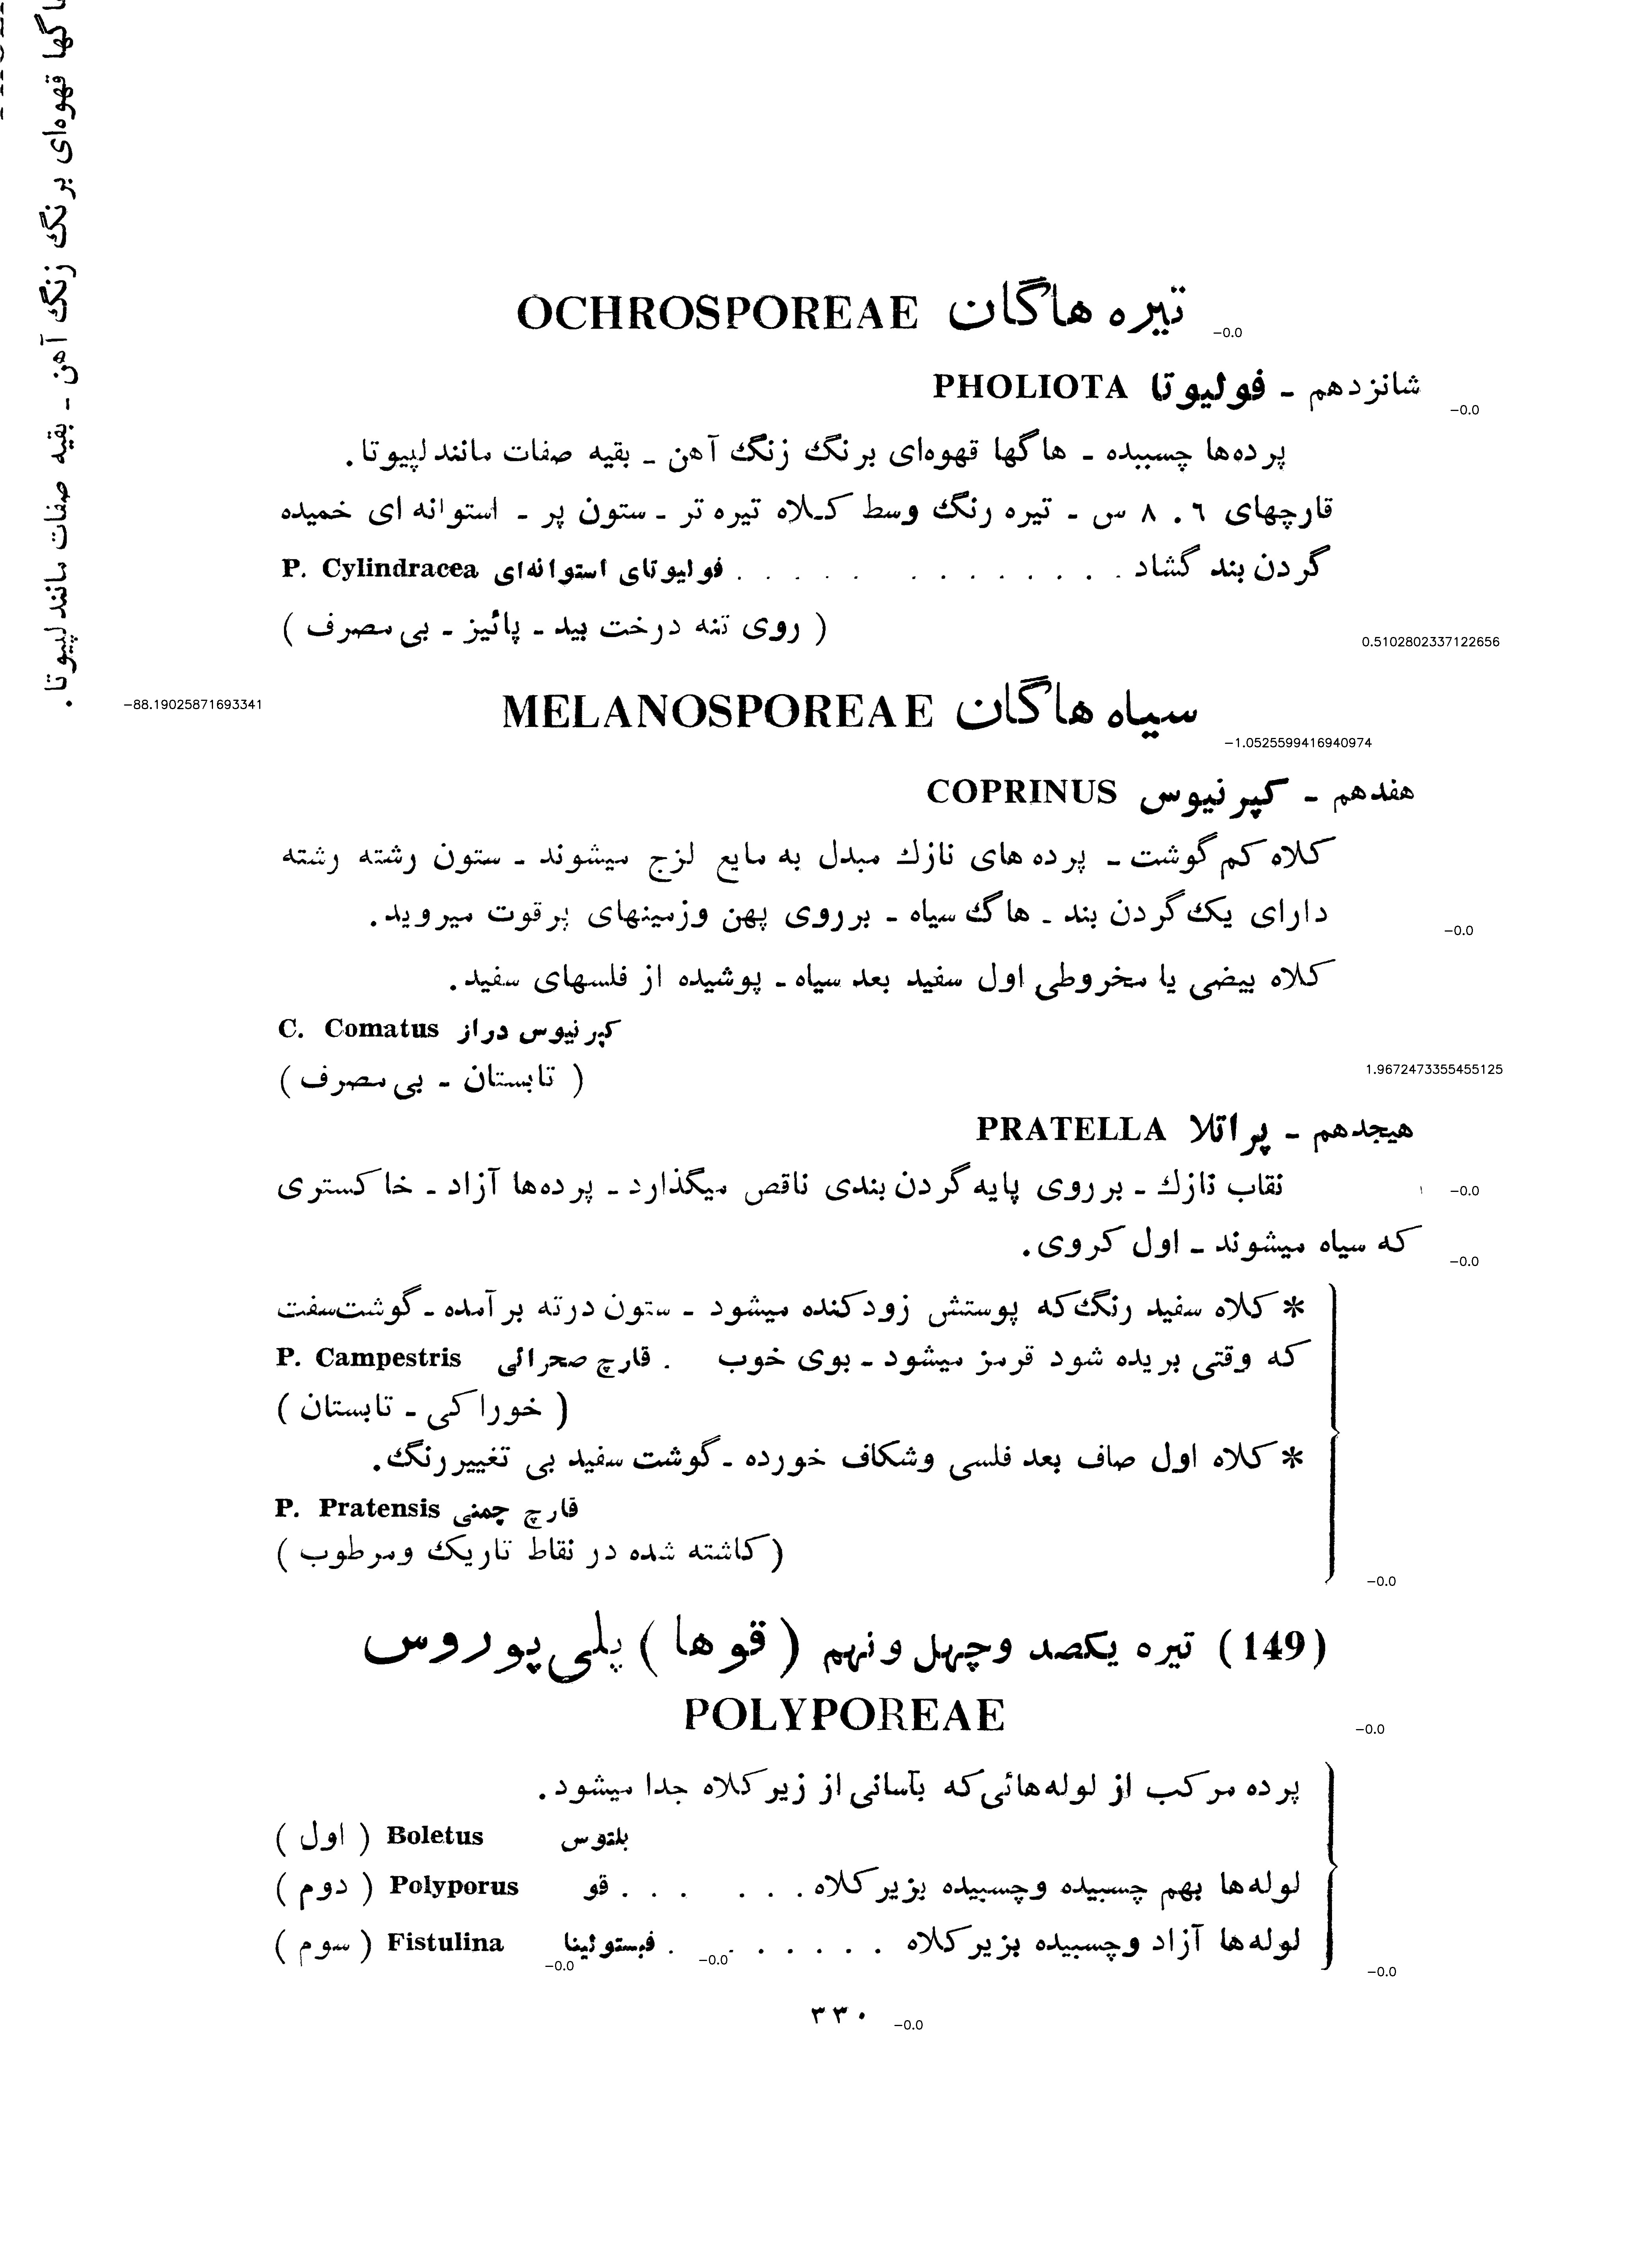 تیره هاگان OCHROSPOREAE
-0.0
شانزدهم - فولیوتا PHOLIOTA
-0.0
پرده‌ها چسبیده - هاگها قهوه‌ای برنگ زنگ آهن - بقیه صفات مانند لپیوتا.
قارچهای ٦ . ٨ س - تیره رنگ وسط کلاه تیره تر - ستون پر - استوانه ای خمیده
گردن بند گشاد . . . . . . . . . . . . فولیوتای استوانه‌ای P. Cylindracea
( روی تنه درخت بید - پائیز - بی مصرف )
0.5102802337122656
هاگها قهوه‌ای برنگ زنگ آهن - بقیه صفات مانند لپیوتا.
-88.19025871693341
سیاه هاگان MELANOSPOREAE
-1.0525599416940974
هفدهم - کپرنیوس COPRINUS
کلاه کم گوشت - پرده های نازك مبدل به مایع لزج میشوند - ستون رشته رشته
دارای یک گردن بند - هاگ سیاه - برروی پهن وزمینهای پرقوت میروید.
-0.0
کلاه بیضی یا مخروطی اول سفید بعد سیاه - پوشیده از فلسهای سفید.
کپرنیوس دراز C. Comatus
( تابستان - بی مصرف )
1.9672473355455125
هیجدهم - پراتلا PRATELLA
نقاب نازك - برروی پایه گردن بندی ناقص میگذارد - پرده‌ها آزاد - خاکستری
-0.0
که سیاه میشوند - اول کروی.
-0.0
* کلاه سفید رنگ که پوستش زود کنده میشود - ستون درته برآمده - گوشت سفت
که وقتی بریده شود قرمز میشود - بوی خوب . قارچ صحرائی P. Campestris
( خوراکی - تابستان )
* کلاه اول صاف بعد فلسی وشکاف خورده - گوشت سفید بی تغییررنگ.
قارچ چمنی P. Pratensis
( کاشته شده در نقاط تاریک ومرطوب )
-0.0
(149) تیره یکصد وچهل ونهم ( قوها ) پلی پوروس
POLYPOREAE
-0.0
پرده مرکب از لوله‌هائی که بآسانی از زیر کلاه جدا میشود.
بلتوس Boletus ( اول )
لوله‌ها بهم چسبیده وچسبیده بزیر کلاه . . . . . . قو Polyporus ( دوم )
لوله‌ها آزاد وچسبیده بزیر کلاه . . . . . . . فیستولینا Fistulina ( سوم )
-0.0 -0.0 -0.0
٣٣٠
-0.0